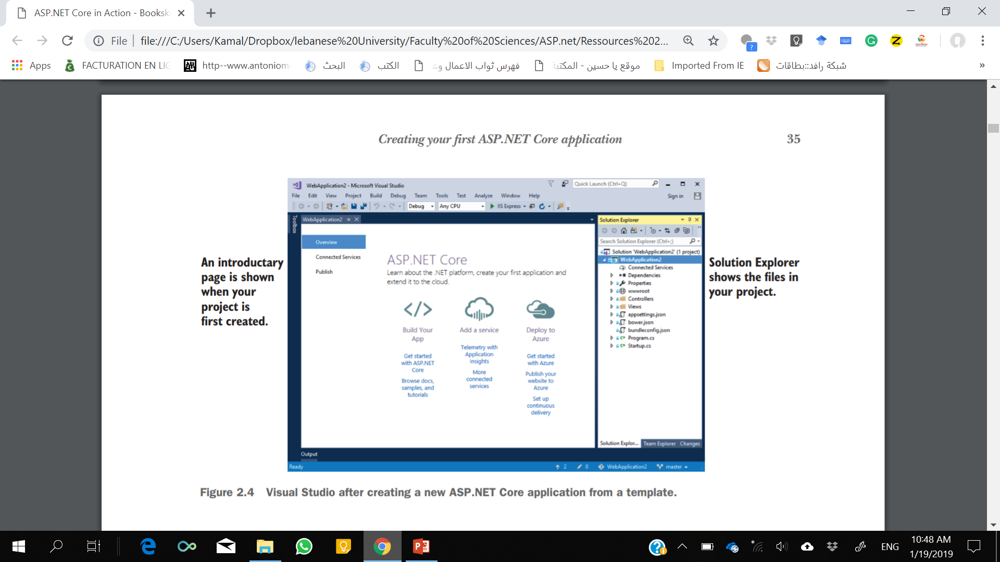 ASP.NET Core in Action - Booksk
File
file:///C:/Users/Kamal/Dropbox/lebanese%20University/Faculty%20of%20Sciences/ASP.net/Ressources%202...
Apps
FACTURATION EN LIG
http--www.antoniom
البحث
الكتب
فهرس ثواب الاعمال وع
موقع يا حسين - المكتبة
Imported From IE
شبكة رافد::بطاقات
»
Creating your first ASP.NET Core application
35
WebApplication2 - Microsoft Visual Studio
Quick Launch (Ctrl+Q)
File Edit View Project Build Debug Team Tools Test Analyze Window Help
Sign in
Debug
Any CPU
IIS Express
Toolbox
WebApplication2
Overview
Connected Services
Publish
ASP.NET Core
Learn about the .NET platform, create your first application and
extend it to the cloud.
Build Your
App
Get started
with ASP.NET
Core
Browse docs,
samples, and
tutorials
Add a service
Telemetry with
Application
Insights
More
connected
services
Deploy to
Azure
Get started
with Azure
Publish your
website to
Azure
Set up
continuous
delivery
Solution Explorer
Search Solution Explorer (Ctrl+;)
Solution 'WebApplication2' (1 project)
WebApplication2
Connected Services
Dependencies
Properties
wwwroot
Controllers
Views
appsettings.json
bower.json
bundleconfig.json
Program.cs
Startup.cs
Solution Explor...
Team Explorer
Changes
Output
Ready
2
0
WebApplication2
master
An introductary
page is shown
when your
project is
first created.
Solution Explorer
shows the files in
your project.
Figure 2.4 Visual Studio after creating a new ASP.NET Core application from a template.
ENG
10:48 AM
1/19/2019